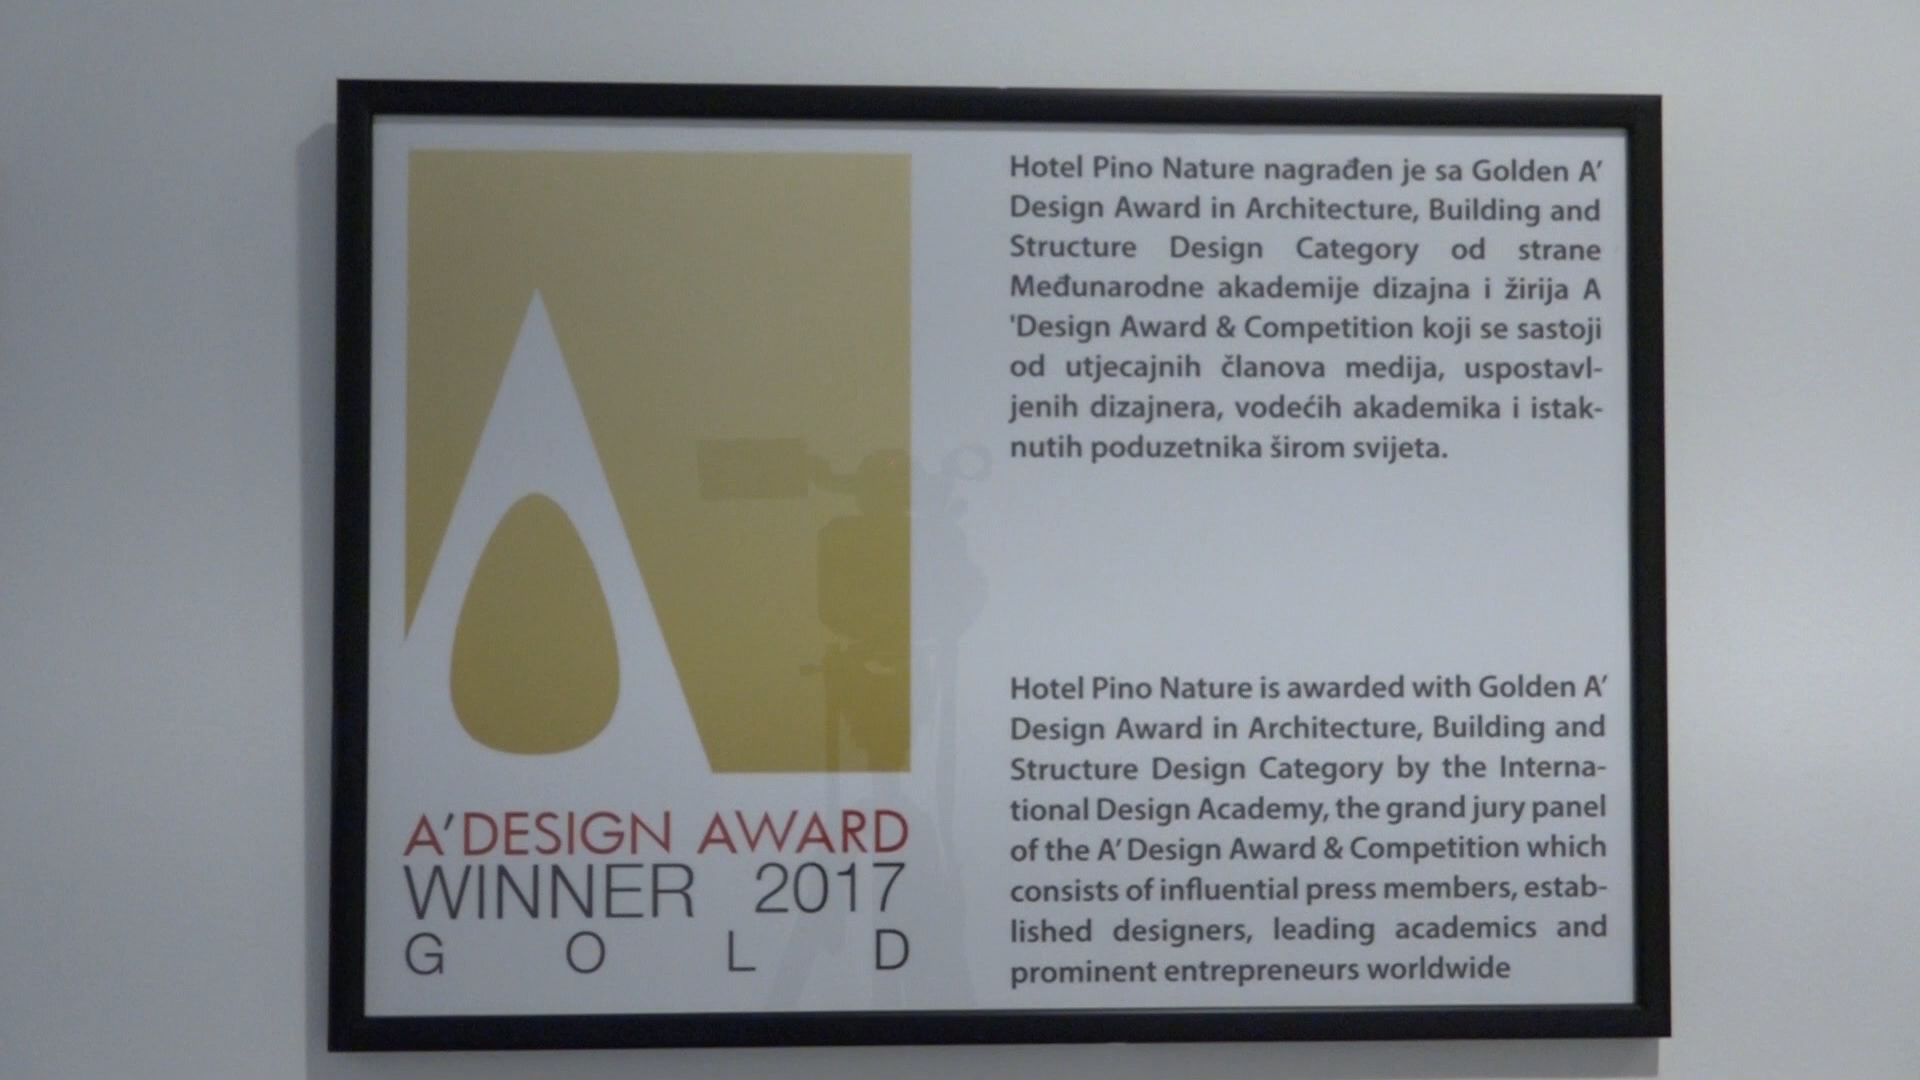 A'DESIGN AWARD
WINNER 2017
G O L D
Hotel Pino Nature nagrađen je sa Golden A'
Design Award in Architecture, Building and
Structure Design Category od strane
Međunarodne akademije dizajna i žirija A
'Design Award & Competition koji se sastoji
od utjecajnih članova medija, uspostavl-
jenih dizajnera, vodećih akademika i istak-
nutih poduzetnika širom svijeta.
Hotel Pino Nature is awarded with Golden A'
Design Award in Architecture, Building and
Structure Design Category by the Interna-
tional Design Academy, the grand jury panel
of the A' Design Award & Competition which
consists of influential press members, estab-
lished designers, leading academics and
prominent entrepreneurs worldwide